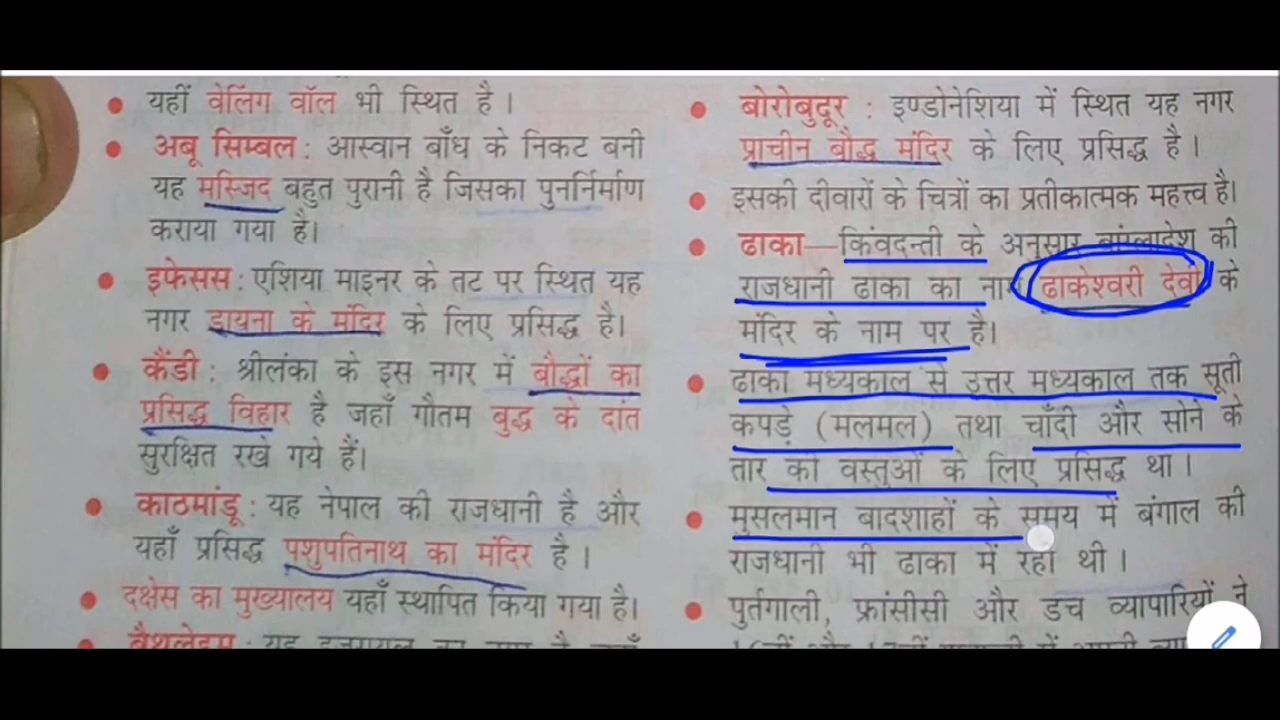 यहीं वेलिंग वॉल भी स्थित है ।
अबू सिम्बल : आस्वान बाँध के निकट बनी
यह मस्जिद बहुत पुरानी है जिसका पुनर्निर्माण
कराया गया है।
इफेसस : एशिया माइनर के तट पर स्थित यह
नगर डायना के मंदिर के लिए प्रसिद्ध है।
कैंडी : श्रीलंका के इस नगर में बौद्धों का
प्रसिद्ध विहार है जहाँ गौतम बुद्ध के दांत
सुरक्षित रखे गये हैं।
काठमांडू : यह नेपाल की राजधानी है और
यहाँ प्रसिद्ध पशुपतिनाथ का मंदिर है ।
दक्षेस का मुख्यालय यहाँ स्थापित किया गया है।
बोरोबुदूर : इण्डोनेशिया में स्थित यह नगर
प्राचीन बौद्ध मंदिर के लिए प्रसिद्ध है ।
इसकी दीवारों के चित्रों का प्रतीकात्मक महत्त्व है।
ढाका—किंवदन्ती के अनुसार बांग्लादेश की
राजधानी ढाका का नाम ढाकेश्वरी देवी के
मंदिर के नाम पर है।
ढाका मध्यकाल से उत्तर मध्यकाल तक सूती
कपड़े (मलमल) तथा चाँदी और सोने के
तार की वस्तुओं के लिए प्रसिद्ध था ।
मुसलमान बादशाहों के समय में बंगाल की
राजधानी भी ढाका में रही थी ।
पुर्तगाली, फ्रांसीसी और डच व्यापारियों ने